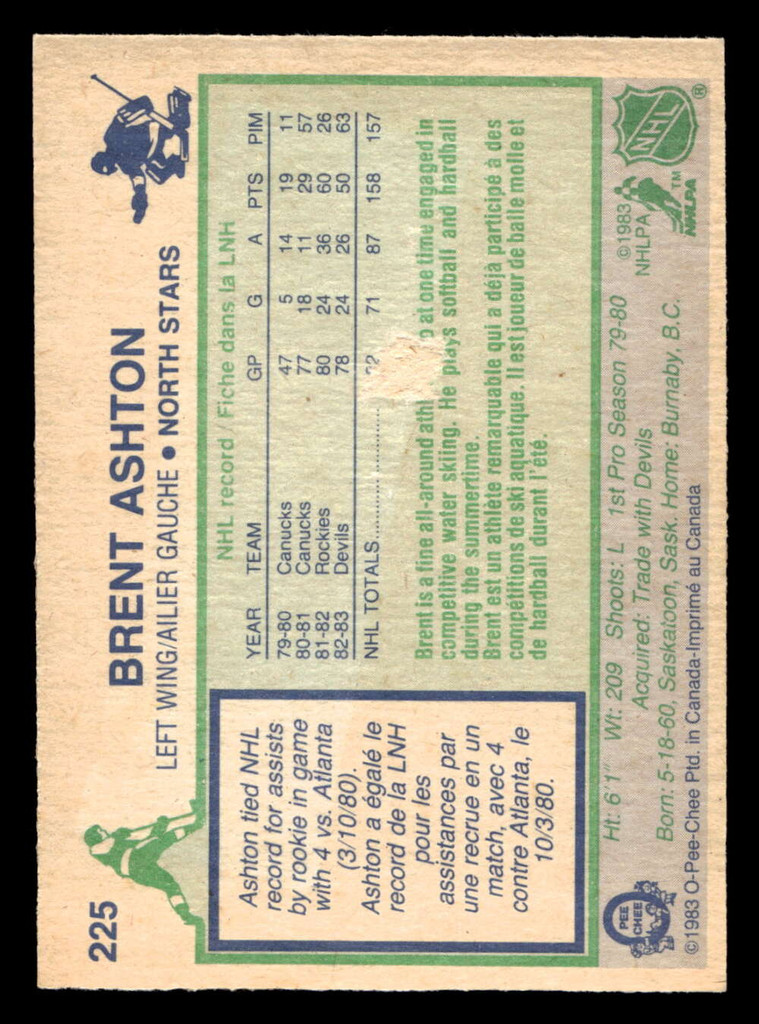 225
BRENT ASHTON
LEFT WING/AILIER GAUCHE • NORTH STARS
Ashton tied NHL
record for assists
by rookie in game
with 4 vs. Atlanta
(3/10/80).
Ashton a égalé le
record de la LNH
pour les
assistances par
une recrue en un
match, avec 4
contre Atlanta, le
10/3/80.
NHL record / Fiche dans la LNH
YEAR TEAM GP G A PTS PIM
79-80 Canucks 47 5 14 19 11
80-81 Canucks 77 18 11 29 57
81-82 Rockies 80 24 36 60 26
82-83 Devils 78 24 26 50 63
NHL TOTALS 71 87 158 157
Brent is a fine all-around at one time engaged in
competitive water skiing. He plays softball and hardball
during the summertime.
Brent est un athlète remarquable qui a déjà participé à des
compétitions de ski aquatique. Il est joueur de balle molle et
de hardball durant l'été.
Ht: 6'1" Wt: 209 Shoots: L 1st Pro Season 79-80
Acquired: Trade with Devils
Born: 5-18-60, Saskatoon, Sask. Home: Burnaby, B.C.
©1983 O-Pee-Chee Ptd. in Canada-Imprimé au Canada
O
PEE
CHEE
©1983
NHLPA
NHLPA
TM
NHL
®